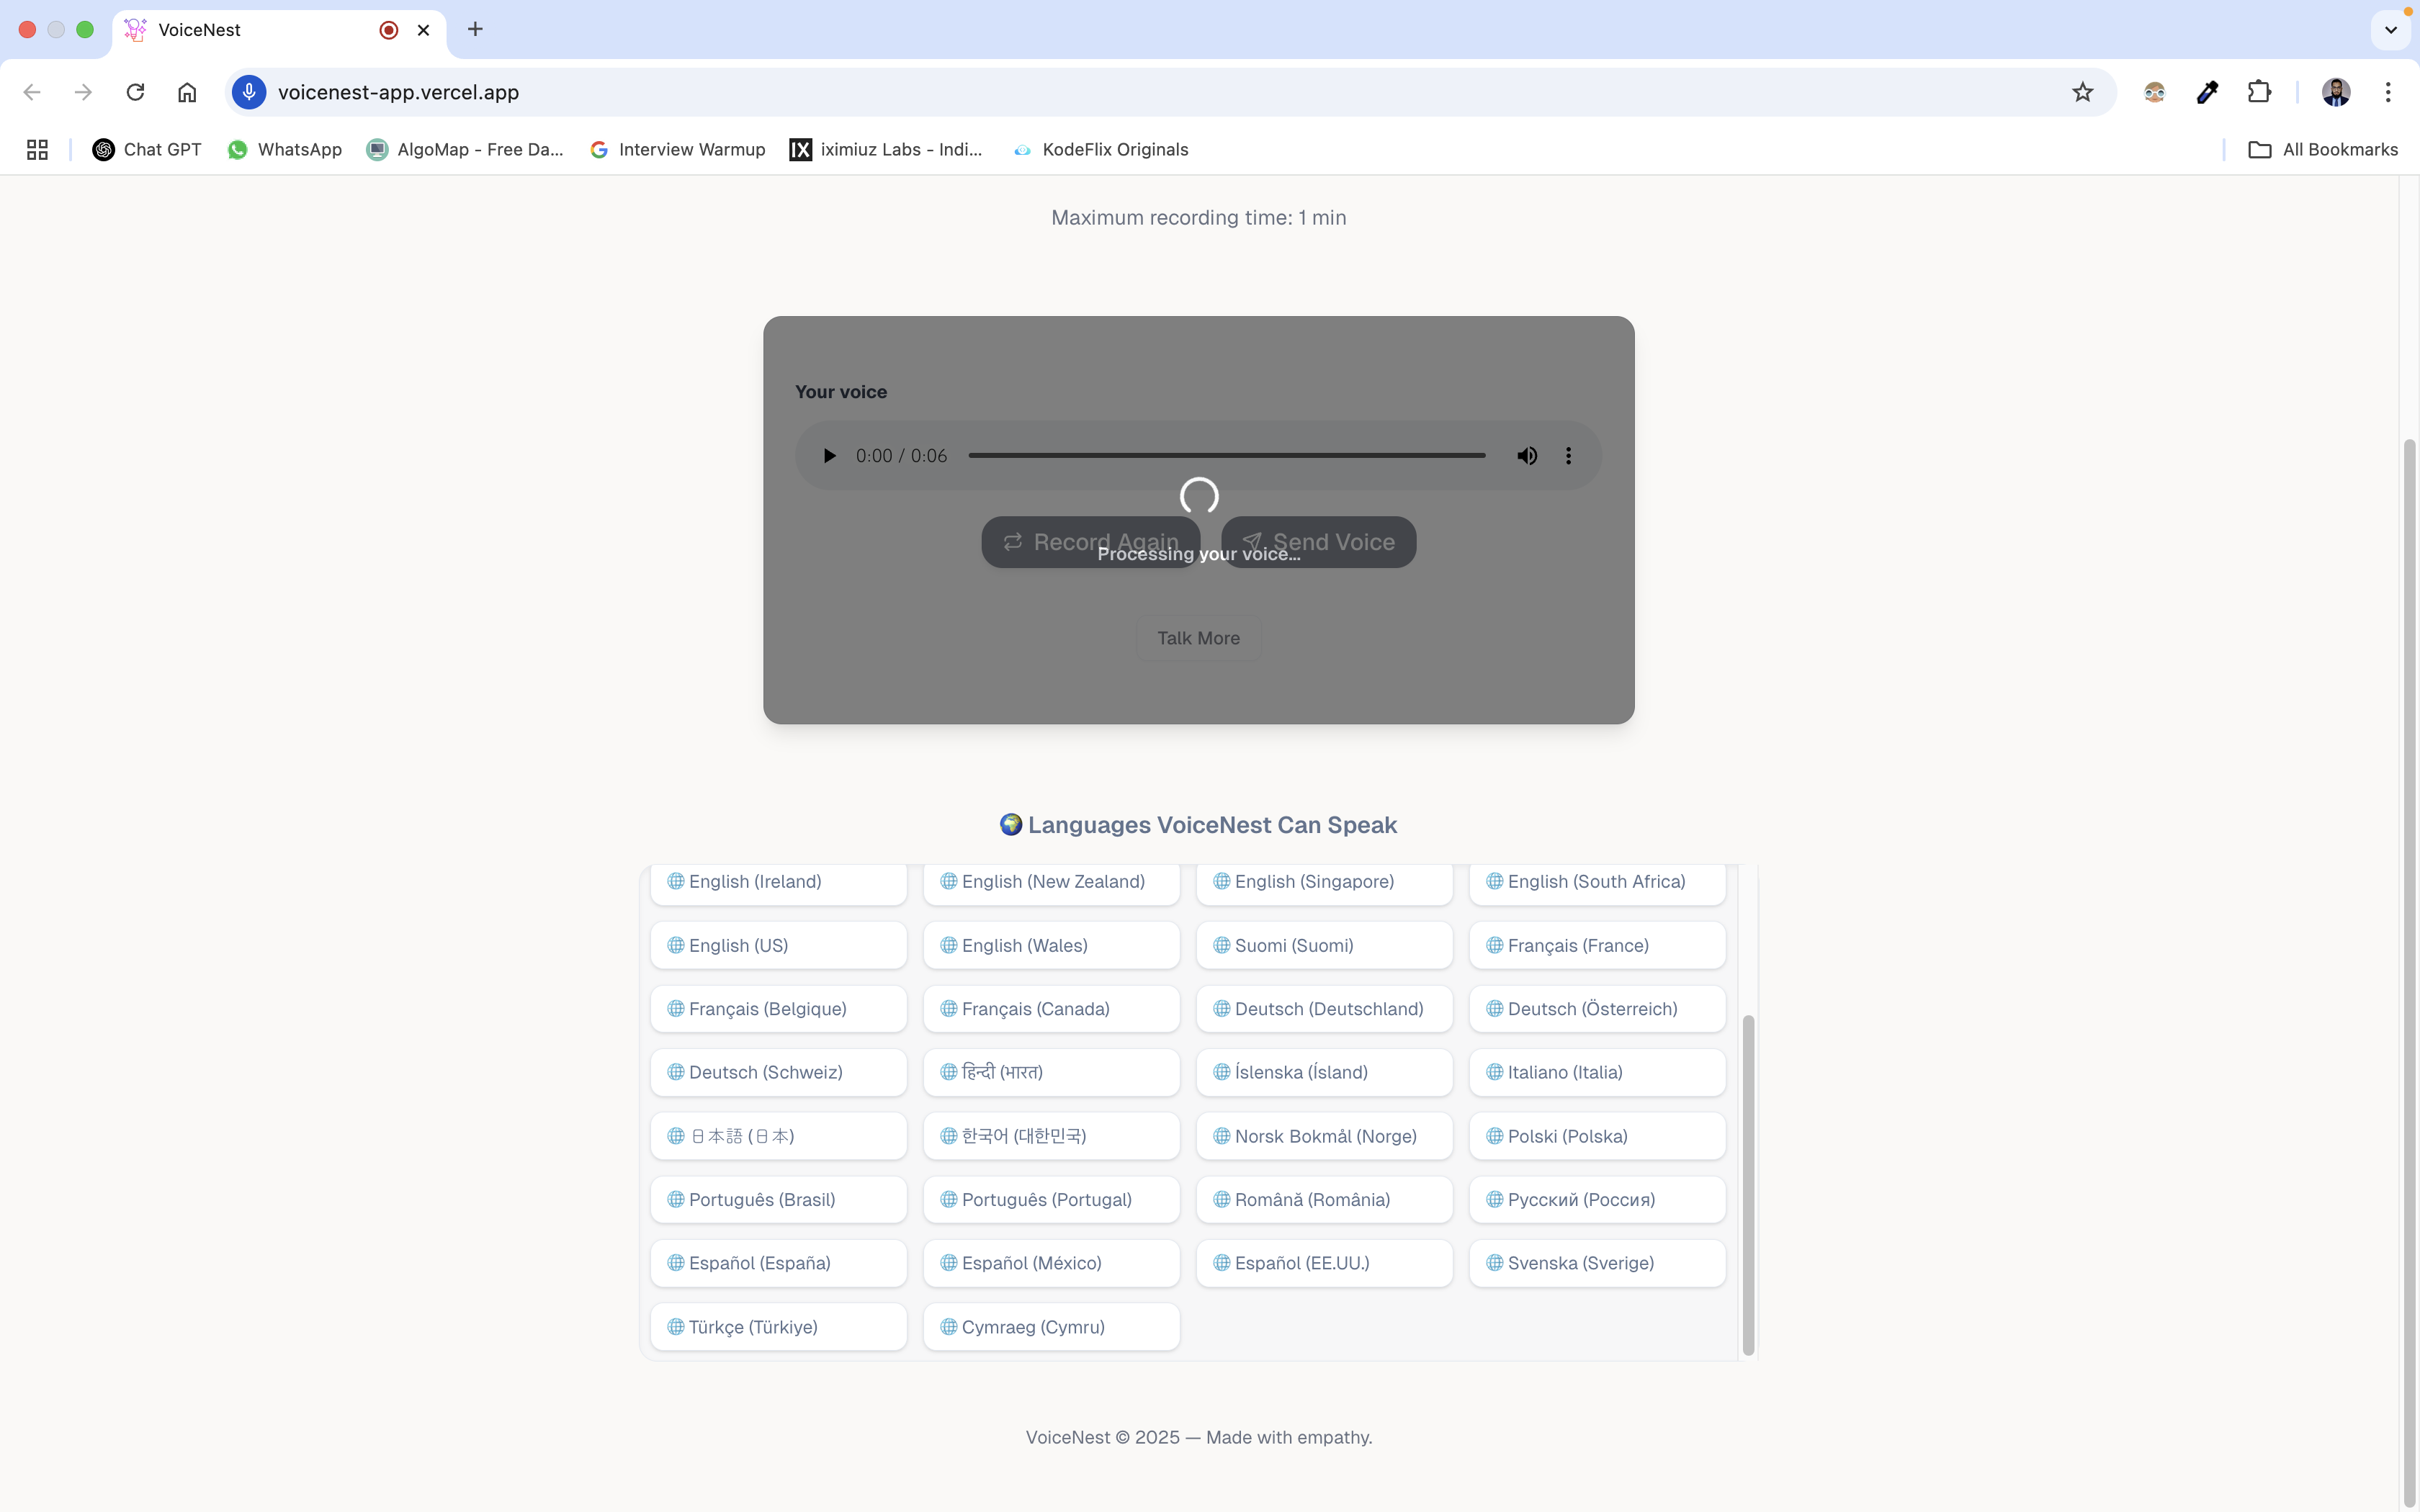 VoiceNest
voicenest-app.vercel.app
Chat GPT WhatsApp AlgoMap - Free Da... Interview Warmup iximiuz Labs - Indi... KodeFlix Originals All Bookmarks
Maximum recording time: 1 min
Your voice
0:00 / 0:06
Record Again Send Voice
Processing your voice...
Talk More
Languages VoiceNest Can Speak
English (Ireland) English (New Zealand) English (Singapore) English (South Africa)
English (US) English (Wales) Suomi (Suomi) Français (France)
Français (Belgique) Français (Canada) Deutsch (Deutschland) Deutsch (Österreich)
Deutsch (Schweiz) हिन्दी (भारत) Íslenska (Ísland) Italiano (Italia)
日本語 (日本) 한국어 (대한민국) Norsk Bokmål (Norge) Polski (Polska)
Português (Brasil) Português (Portugal) Română (România) Русский (Россия)
Español (España) Español (México) Español (EE.UU.) Svenska (Sverige)
Türkçe (Türkiye) Cymraeg (Cymru)
VoiceNest © 2025 — Made with empathy.